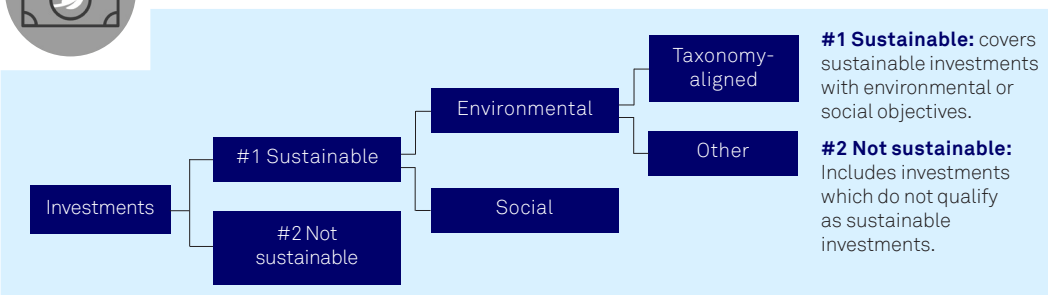 Investments
#1 Sustainable
#2 Not
sustainable
Environmental
Social
Taxonomy-
aligned
Other
#1 Sustainable: covers
sustainable investments
with environmental or
social objectives.
#2 Not sustainable:
Includes investments
which do not qualify
as sustainable
investments.